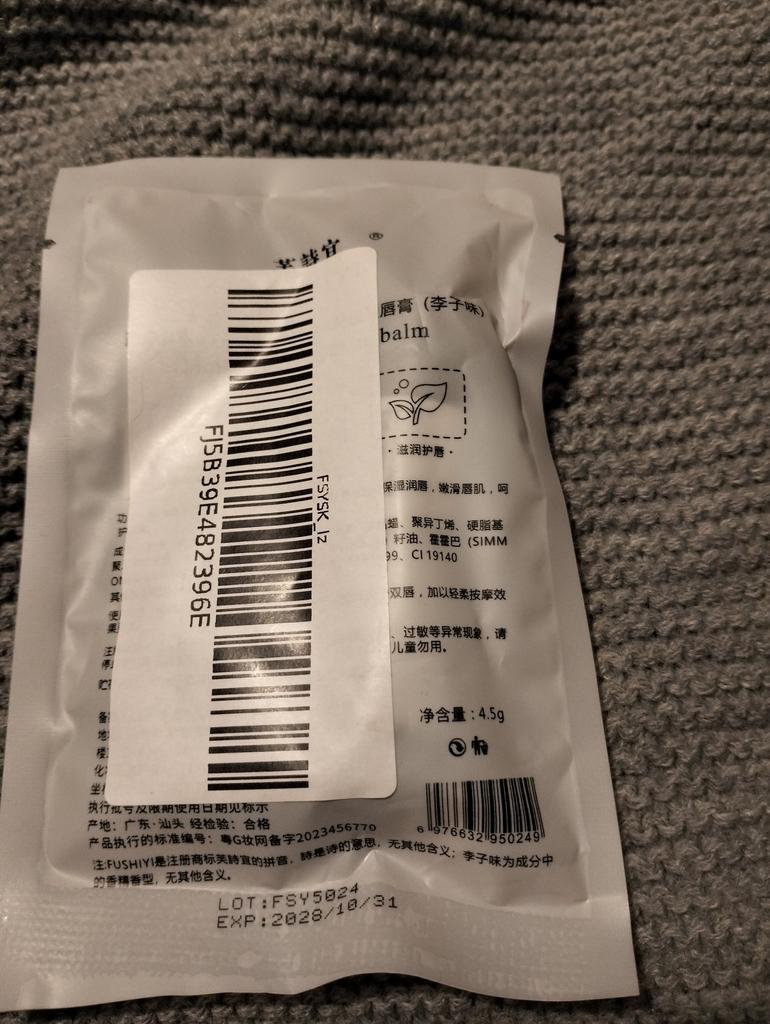 芙蒔宜®
唇膏（李子味）
balm
·滋润护唇·
保湿润唇，嫩滑唇肌，呵
蜡、聚异丁烯、硬脂基
籽油、霍霍巴（SIMM
99、CI 19140
双唇，加以轻柔按摩效
、过敏等异常现象，请
儿童勿用。
净含量：4.5g
FSYSK_lz
FJ5B39E482396E
执行批号及限期使用日期见标示
产地：广东·汕头 经检验：合格
产品执行的标准编号：粤G妆网备字2023456770
6 976632 950249
注:FUSHIYI是注册商标芙蒔宜的拼音，蒔是诗的意思，无其他含义；李子味为成分中
的香精香型，无其他含义。
LOT:FSY5024
EXP:2028/10/31